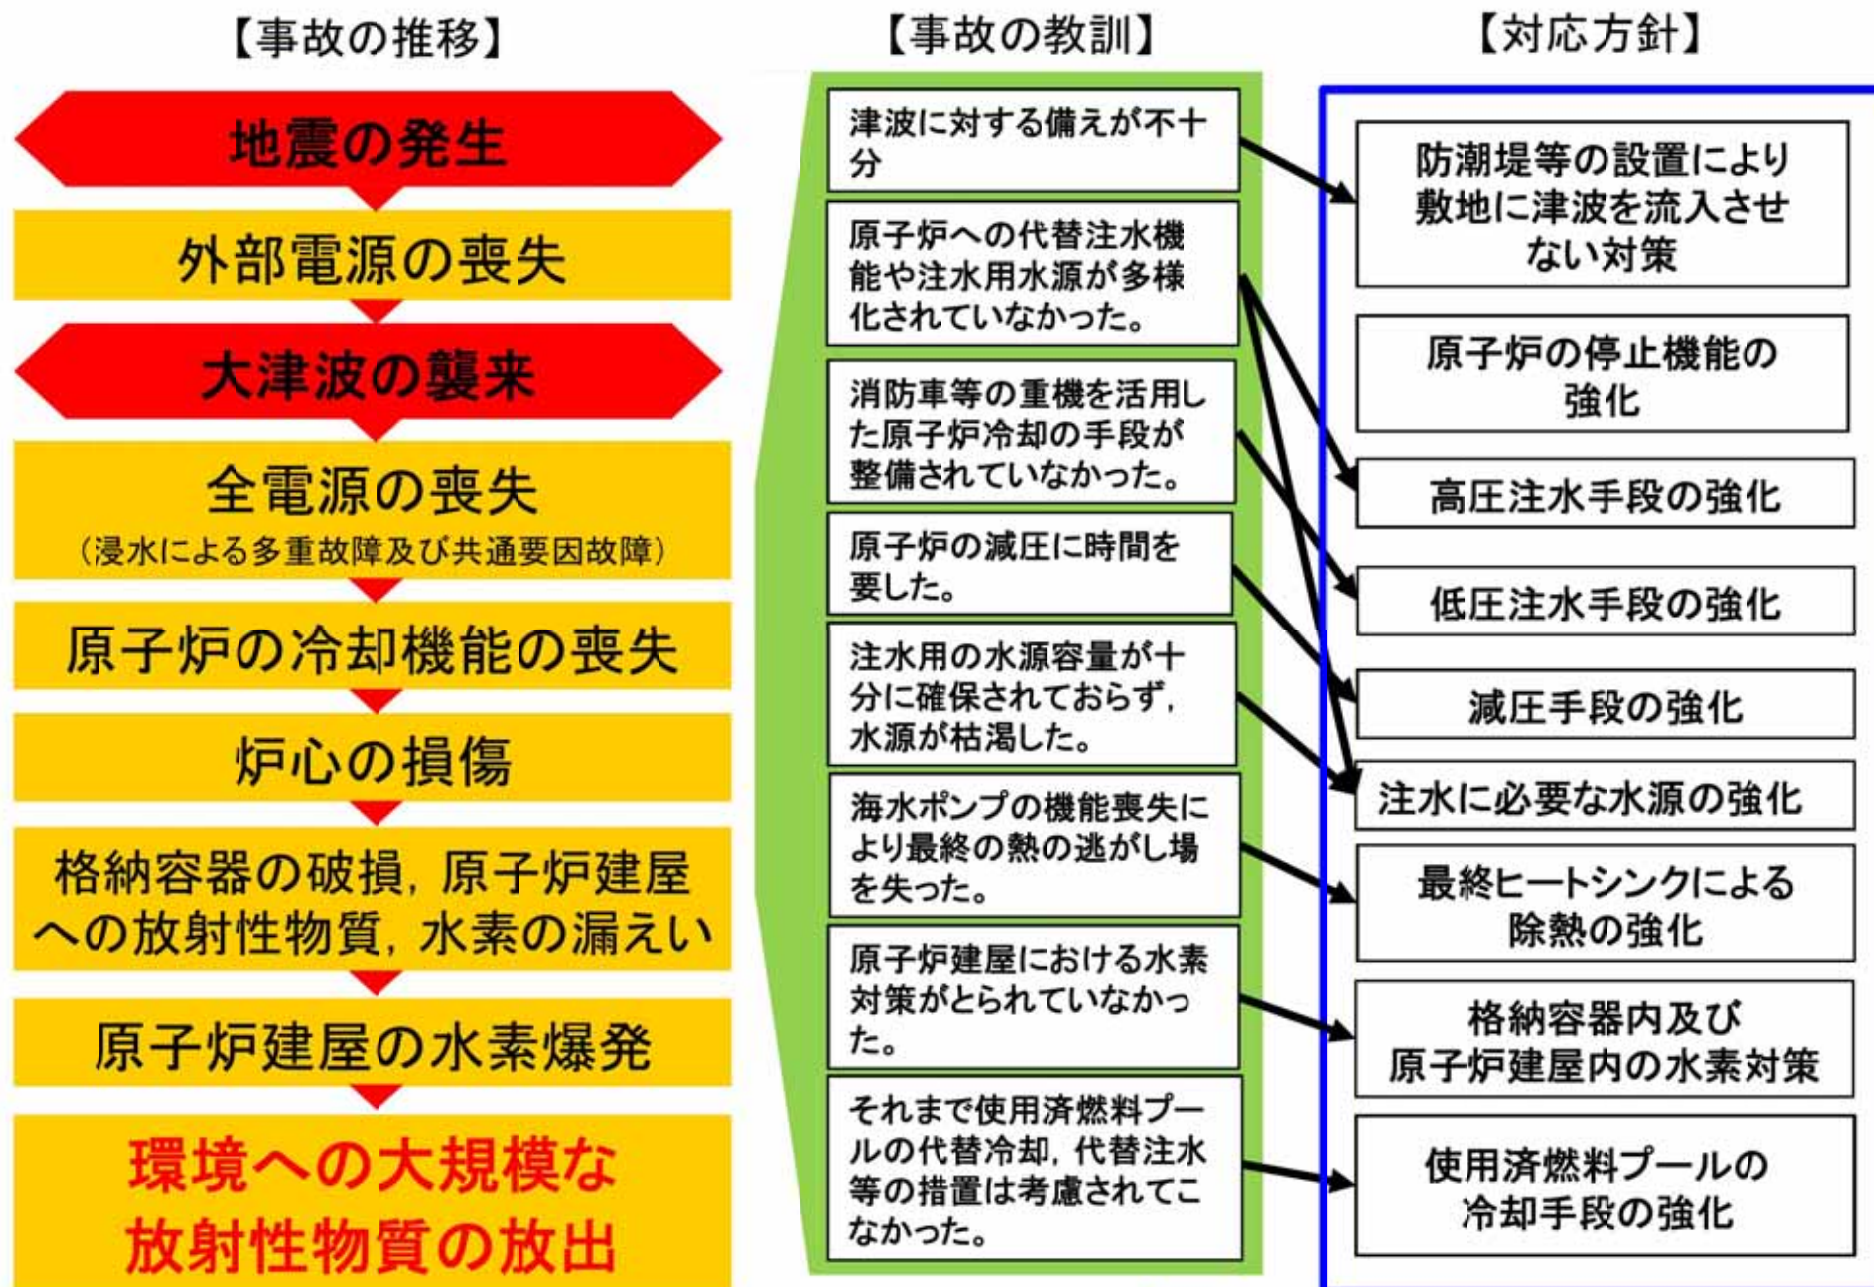 【事故の推移】
地震の発生
外部電源の喪失
大津波の襲来
全電源の喪失
（浸水による多重故障及び共通要因故障）
原子炉の冷却機能の喪失
炉心の損傷
格納容器の破損，原子炉建屋
への放射性物質，水素の漏えい
原子炉建屋の水素爆発
環境への大規模な
放射性物質の放出
【事故の教訓】
津波に対する備えが不十
分
原子炉への代替注水機
能や注水用水源が多様
化されていなかった。
消防車等の重機を活用し
た原子炉冷却の手段が
整備されていなかった。
原子炉の減圧に時間を
要した。
注水用の水源容量が十
分に確保されておらず，
水源が枯渇した。
海水ポンプの機能喪失に
より最終の熱の逃がし場
を失った。
原子炉建屋における水素
対策がとられていなかっ
た。
それまで使用済燃料プー
ルの代替冷却，代替注水
等の措置は考慮されてこ
なかった。
【対応方針】
防潮堤等の設置により
敷地に津波を流入させ
ない対策
原子炉の停止機能の
強化
高圧注水手段の強化
低圧注水手段の強化
減圧手段の強化
注水に必要な水源の強化
最終ヒートシンクによる
除熱の強化
格納容器内及び
原子炉建屋内の水素対策
使用済燃料プールの
冷却手段の強化